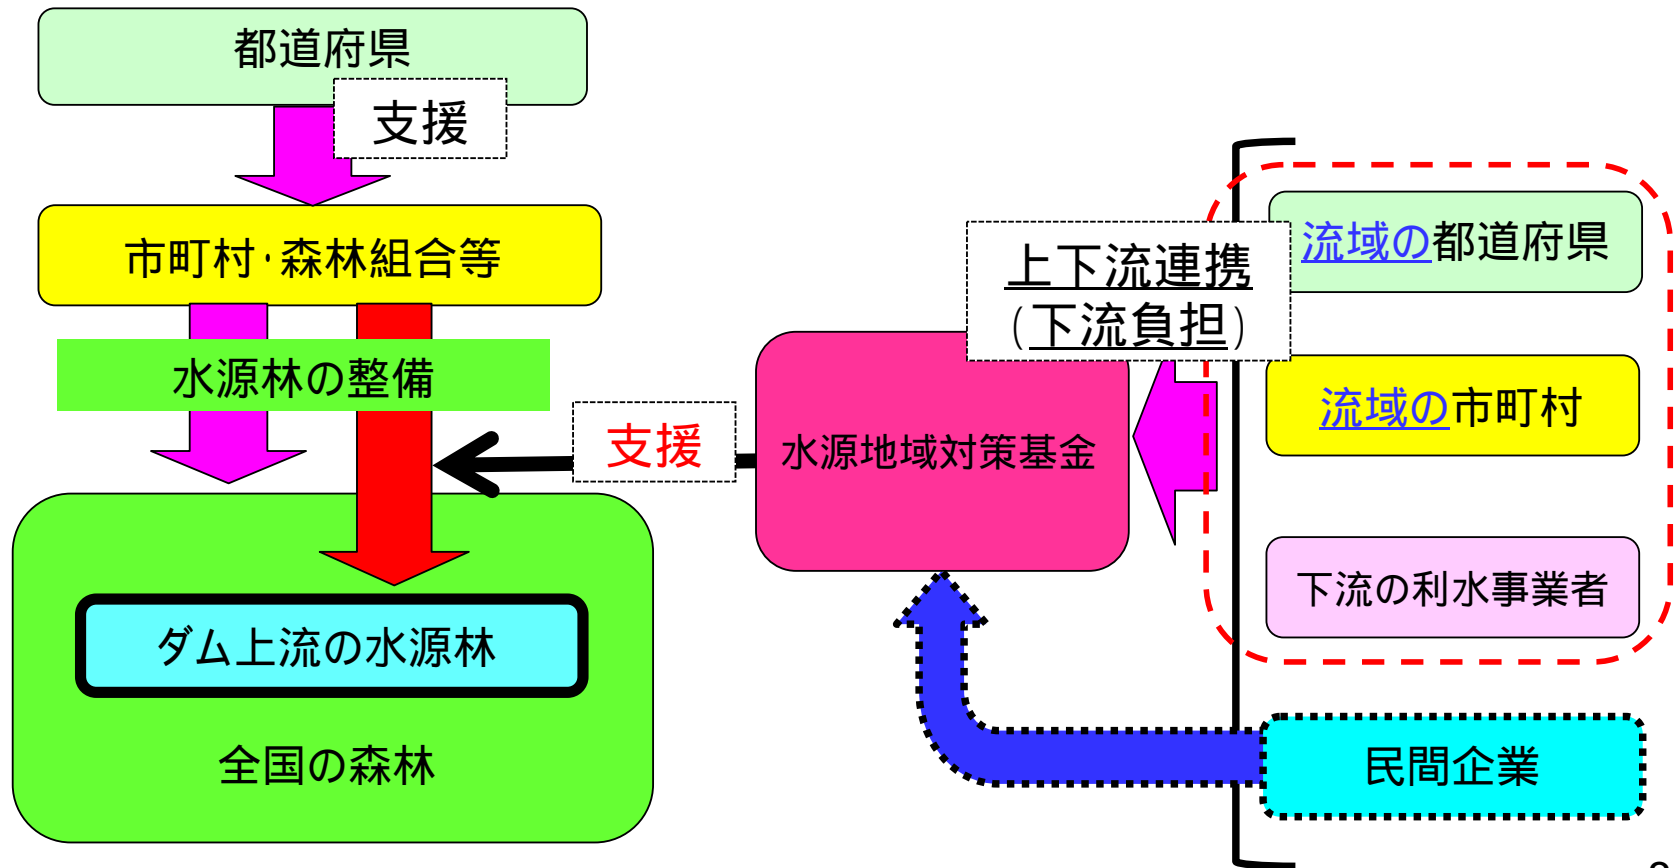 都道府県
支援
市町村・森林組合等
水源林の整備
支援
ダム上流の水源林
全国の森林
水源地域対策基金
上下流連携
(下流負担)
流域の都道府県
流域の市町村
下流の利水事業者
民間企業